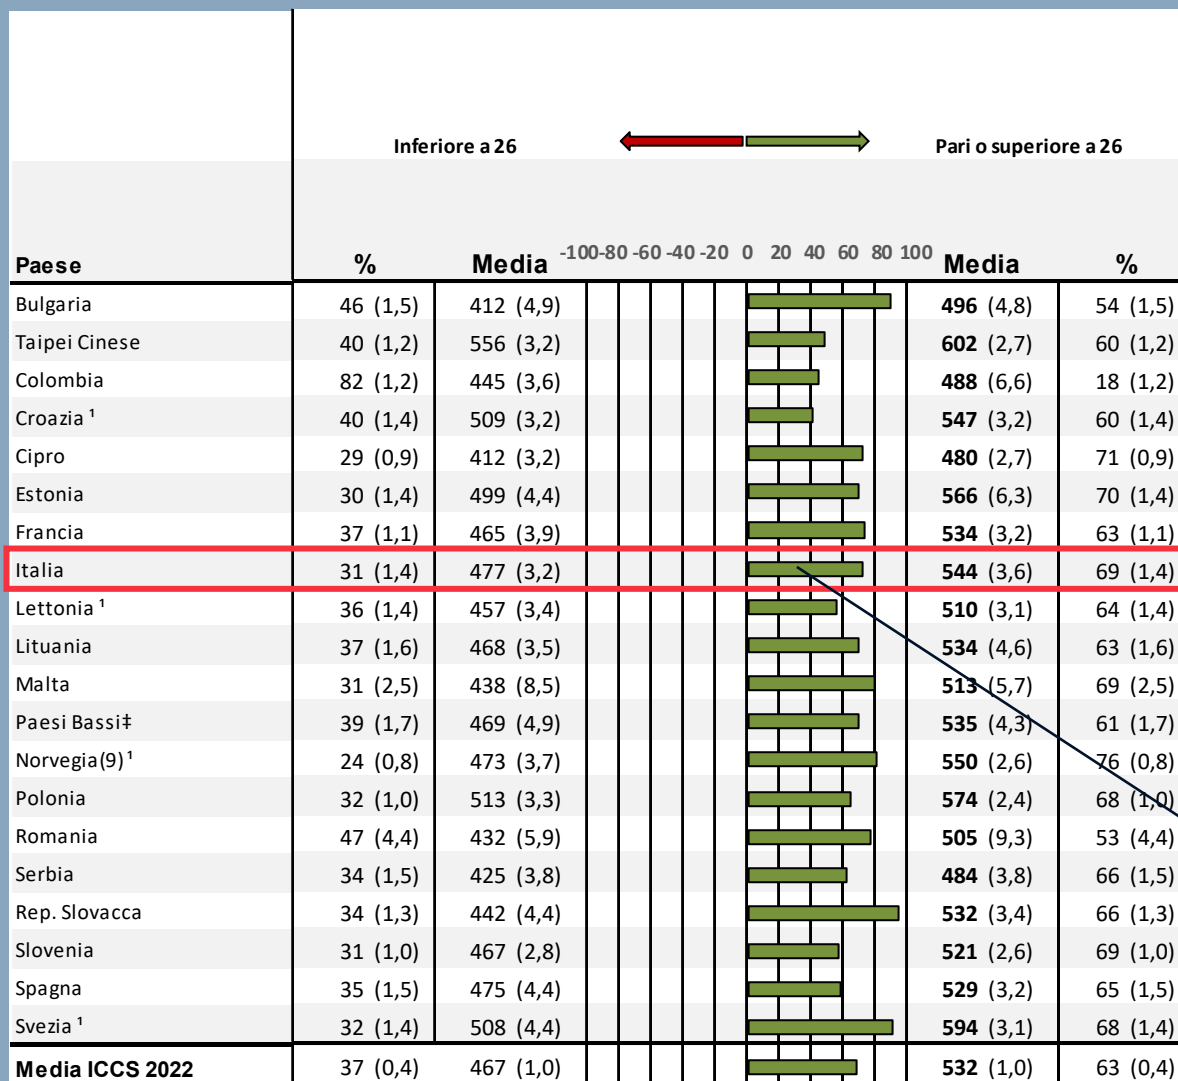 Inferiore a 26 Pari o superiore a 26
Paese % Media -100 -80 -60 -40 -20 0 20 40 60 80 100 Media %
Bulgaria 46 (1,5) 412 (4,9) 496 (4,8) 54 (1,5)
Taipei Cinese 40 (1,2) 556 (3,2) 602 (2,7) 60 (1,2)
Colombia 82 (1,2) 445 (3,6) 488 (6,6) 18 (1,2)
Croazia ¹ 40 (1,4) 509 (3,2) 547 (3,2) 60 (1,4)
Cipro 29 (0,9) 412 (3,2) 480 (2,7) 71 (0,9)
Estonia 30 (1,4) 499 (4,4) 566 (6,3) 70 (1,4)
Francia 37 (1,1) 465 (3,9) 534 (3,2) 63 (1,1)
Italia 31 (1,4) 477 (3,2) 544 (3,6) 69 (1,4)
Lettonia ¹ 36 (1,4) 457 (3,4) 510 (3,1) 64 (1,4)
Lituania 37 (1,6) 468 (3,5) 534 (4,6) 63 (1,6)
Malta 31 (2,5) 438 (8,5) 513 (5,7) 69 (2,5)
Paesi Bassi‡ 39 (1,7) 469 (4,9) 535 (4,3) 61 (1,7)
Norvegia(9) ¹ 24 (0,8) 473 (3,7) 550 (2,6) 76 (0,8)
Polonia 32 (1,0) 513 (3,3) 574 (2,4) 68 (1,0)
Romania 47 (4,4) 432 (5,9) 505 (9,3) 53 (4,4)
Serbia 34 (1,5) 425 (3,8) 484 (3,8) 66 (1,5)
Rep. Slovacca 34 (1,3) 442 (4,4) 532 (3,4) 66 (1,3)
Slovenia 31 (1,0) 467 (2,8) 521 (2,6) 69 (1,0)
Spagna 35 (1,5) 475 (4,4) 529 (3,2) 65 (1,5)
Svezia ¹ 32 (1,4) 508 (4,4) 594 (3,1) 68 (1,4)
Media ICCS 2022 37 (0,4) 467 (1,0) 532 (1,0) 63 (0,4)